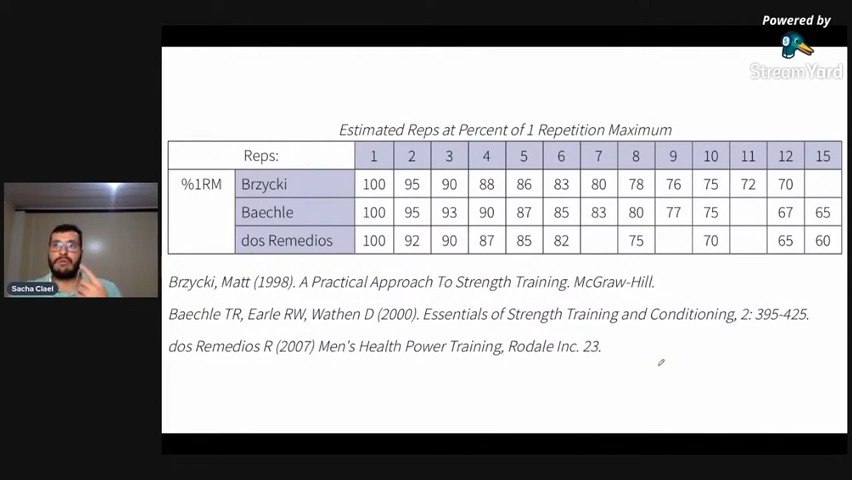 Powered by
StreamYard
Estimated Reps at Percent of 1 Repetition Maximum
Reps: 1 2 3 4 5 6 7 8 9 10 11 12 15
%1RM Brzycki 100 95 90 88 86 83 80 78 76 75 72 70
Baechle 100 95 93 90 87 85 83 80 77 75 67 65
dos Remedios 100 92 90 87 85 82 75 70 65 60
Sacha Clael
Brzycki, Matt (1998). A Practical Approach To Strength Training. McGraw-Hill.
Baechle TR, Earle RW, Wathen D (2000). Essentials of Strength Training and Conditioning, 2: 395-425.
dos Remedios R (2007) Men's Health Power Training, Rodale Inc. 23.